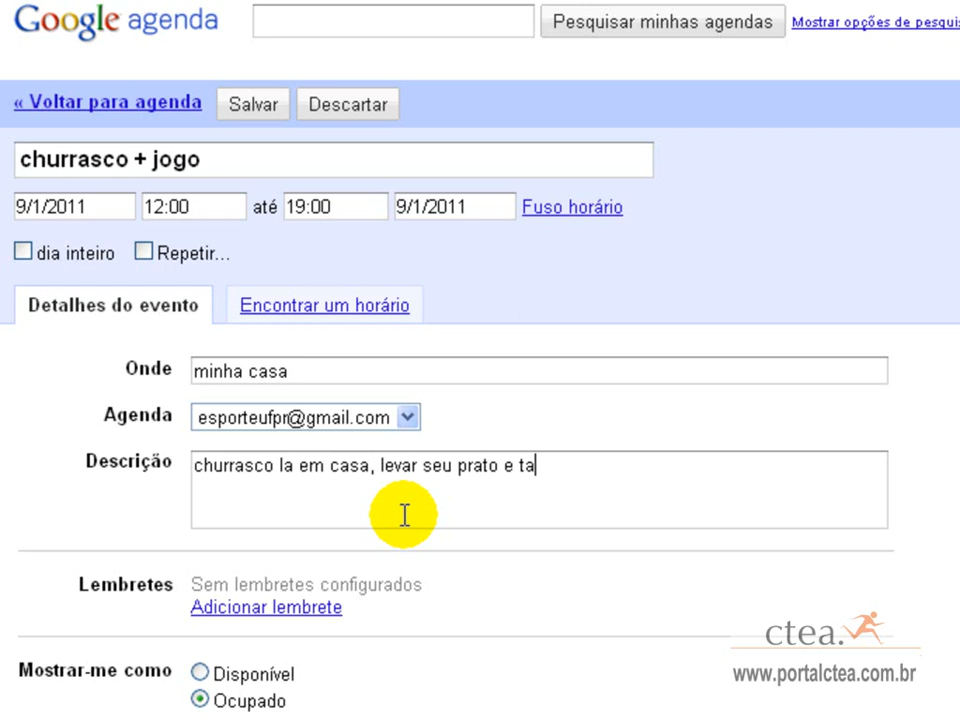 Google agenda
Pesquisar minhas agendas
Mostrar opções de
« Voltar para agenda Salvar Descartar
churrasco + jogo
9/1/2011 12:00 até 19:00 9/1/2011 Fuso horário
dia inteiro Repetir...
Detalhes do evento Encontrar um horário
Onde minha casa
Agenda esporteufpr@gmail.com
Descrição churrasco la em casa, levar seu prato e ta
Lembretes Sem lembretes configurados
Adicionar lembrete
ctea.
Mostrar-me como Disponível
www.portalctea.com.br
Ocupado